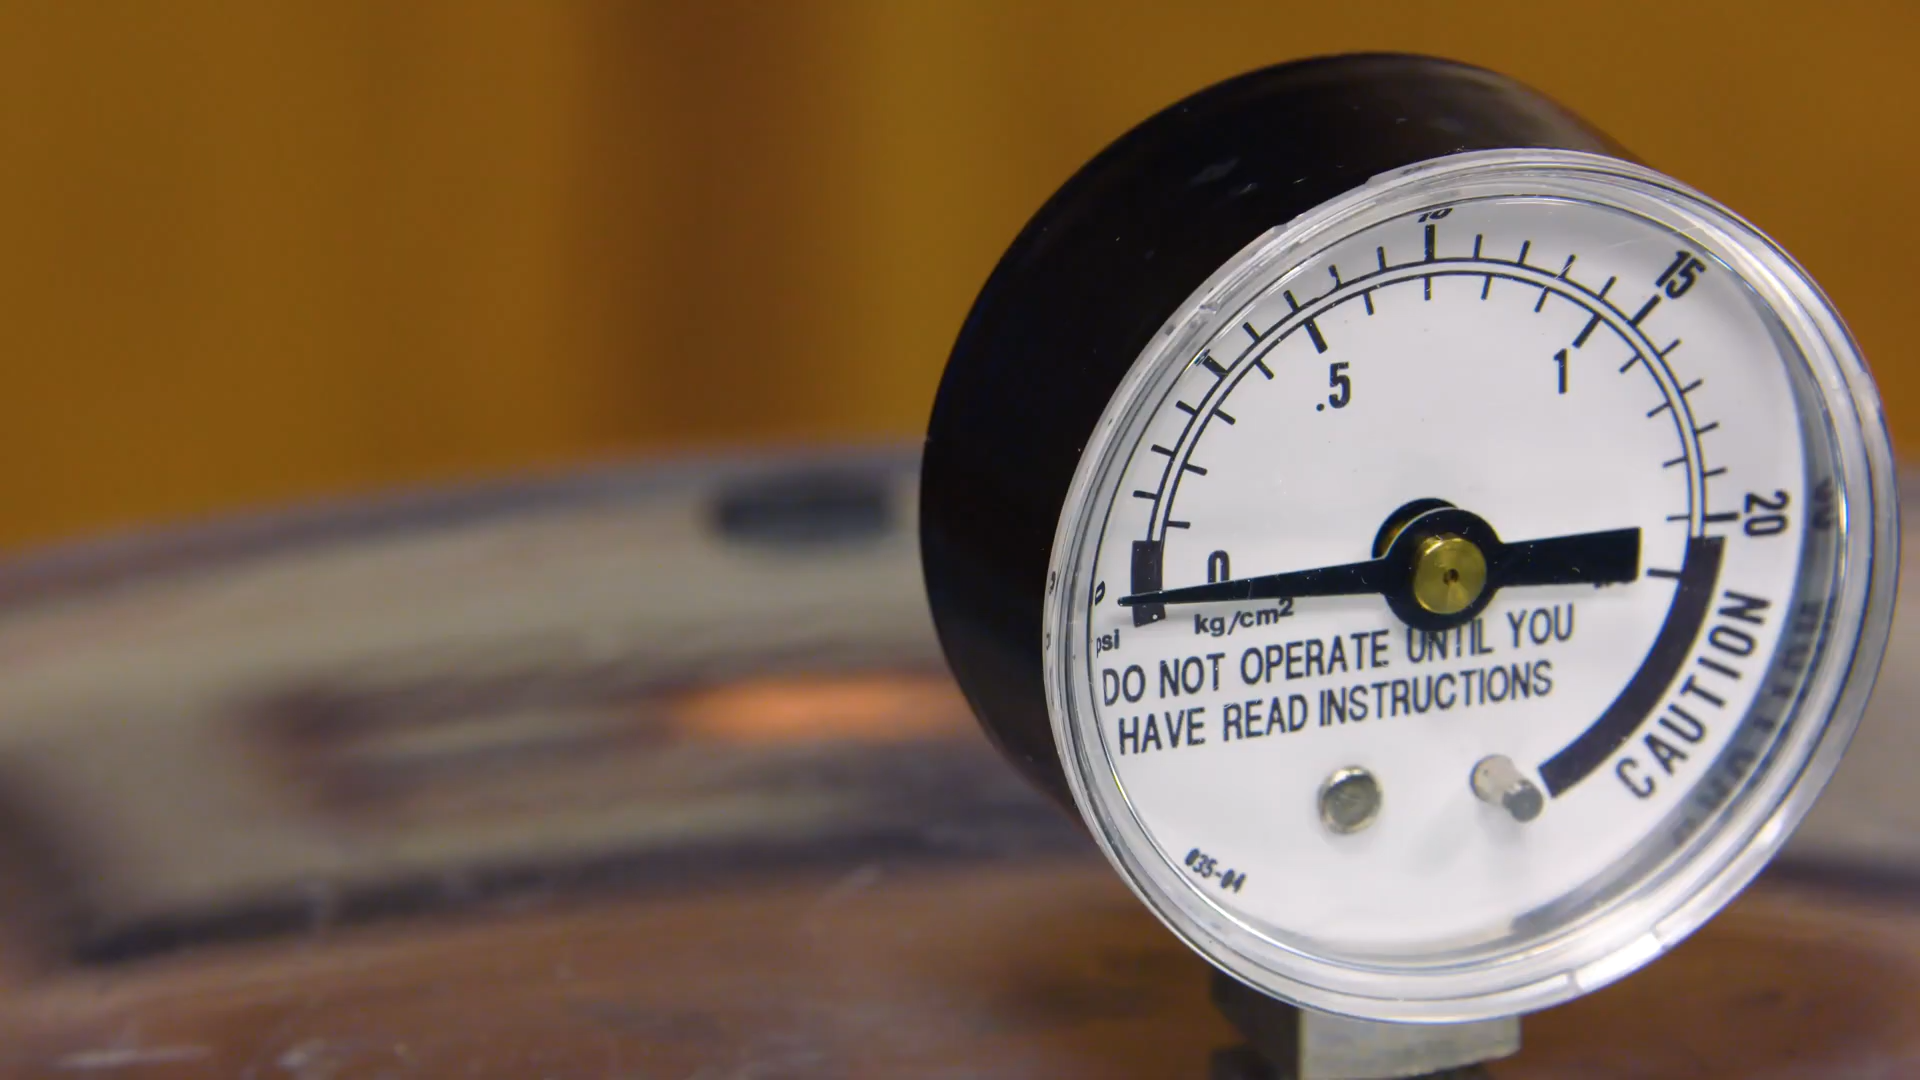 10
15
.5
1
20
0
0
kg/cm2
psi
DO NOT OPERATE UNTIL YOU
HAVE READ INSTRUCTIONS
CAUTION
035-04